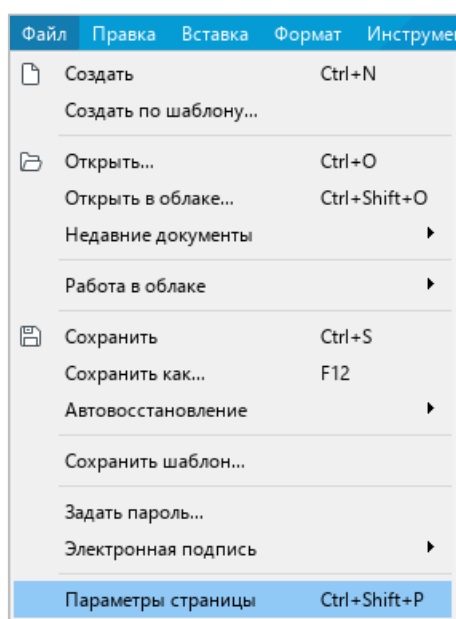 Файл Правка Вставка Формат Инструме
Создать Ctrl+N
Создать по шаблону...
Открыть... Ctrl+O
Открыть в облаке... Ctrl+Shift+O
Недавние документы
Работа в облаке
Сохранить Ctrl+S
Сохранить как... F12
Автовосстановление
Сохранить шаблон...
Задать пароль...
Электронная подпись
Параметры страницы Ctrl+Shift+P